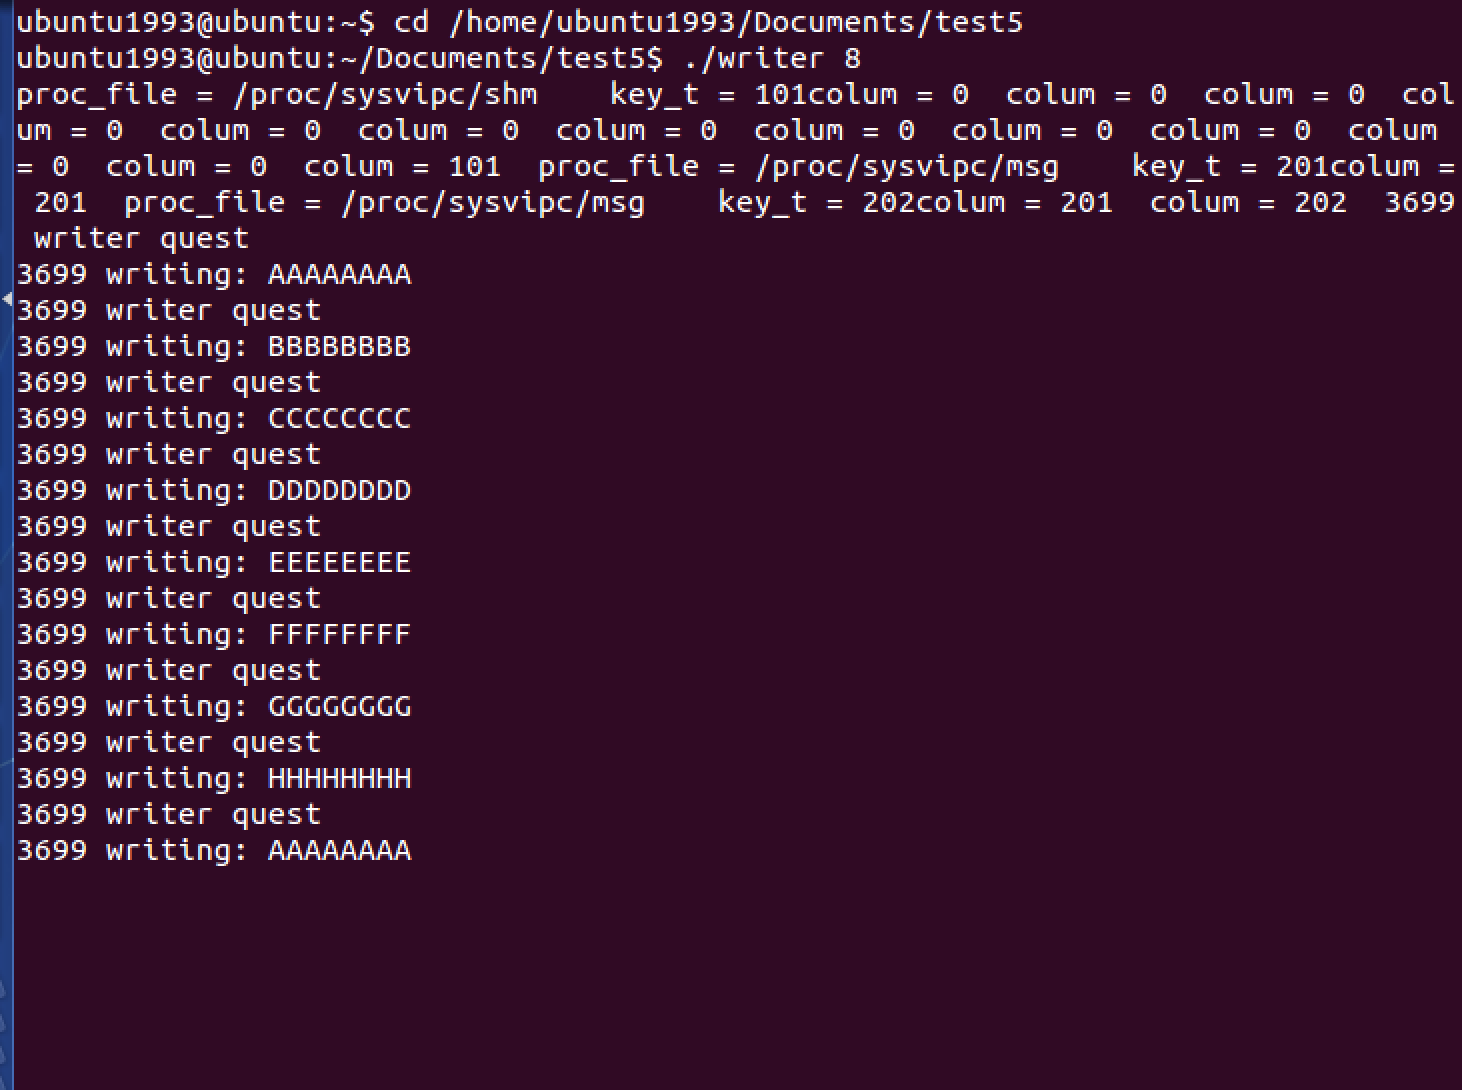 ubuntu1993@ubuntu:~$ cd /home/ubuntu1993/Documents/test5
ubuntu1993@ubuntu:~/Documents/test5$ ./writer 8
proc_file = /proc/sysvipc/shm    key_t = 101colum = 0  colum = 0  colum = 0  col
um = 0  colum = 0  colum = 0  colum = 0  colum = 0  colum = 0  colum = 0  colum 
= 0  colum = 0  colum = 101  proc_file = /proc/sysvipc/msg    key_t = 201colum =
 201  proc_file = /proc/sysvipc/msg    key_t = 202colum = 201  colum = 202  3699
 writer quest
3699 writing: AAAAAAAA
3699 writer quest
3699 writing: BBBBBBBB
3699 writer quest
3699 writing: CCCCCCCC
3699 writer quest
3699 writing: DDDDDDDD
3699 writer quest
3699 writing: EEEEEEEE
3699 writer quest
3699 writing: FFFFFFFF
3699 writer quest
3699 writing: GGGGGGGG
3699 writer quest
3699 writing: HHHHHHHH
3699 writer quest
3699 writing: AAAAAAAA